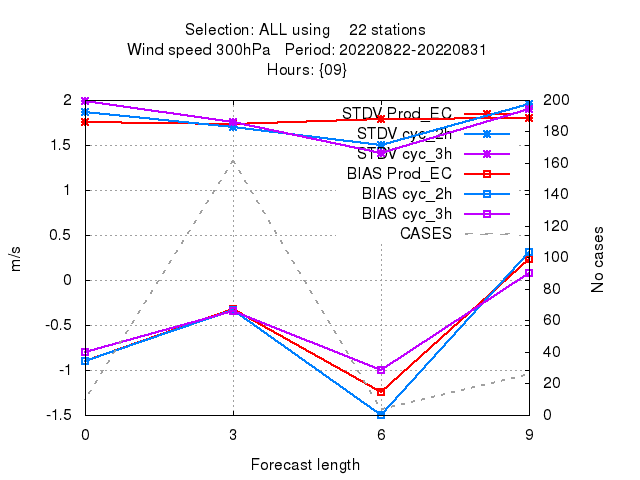 Selection: ALL using 22 stations
Wind speed 300hPa Period: 20220822-20220831
Hours: {09}
2
1.5
1
0.5
0
-0.5
-1
-1.5
m/s
STDV Prod_EC
STDV cyc_2h
STDV cyc_3h
BIAS Prod_EC
BIAS cyc_2h
BIAS cyc_3h
CASES
200
180
160
140
120
100
80
60
40
20
0
No cases
0 3 6 9
Forecast length